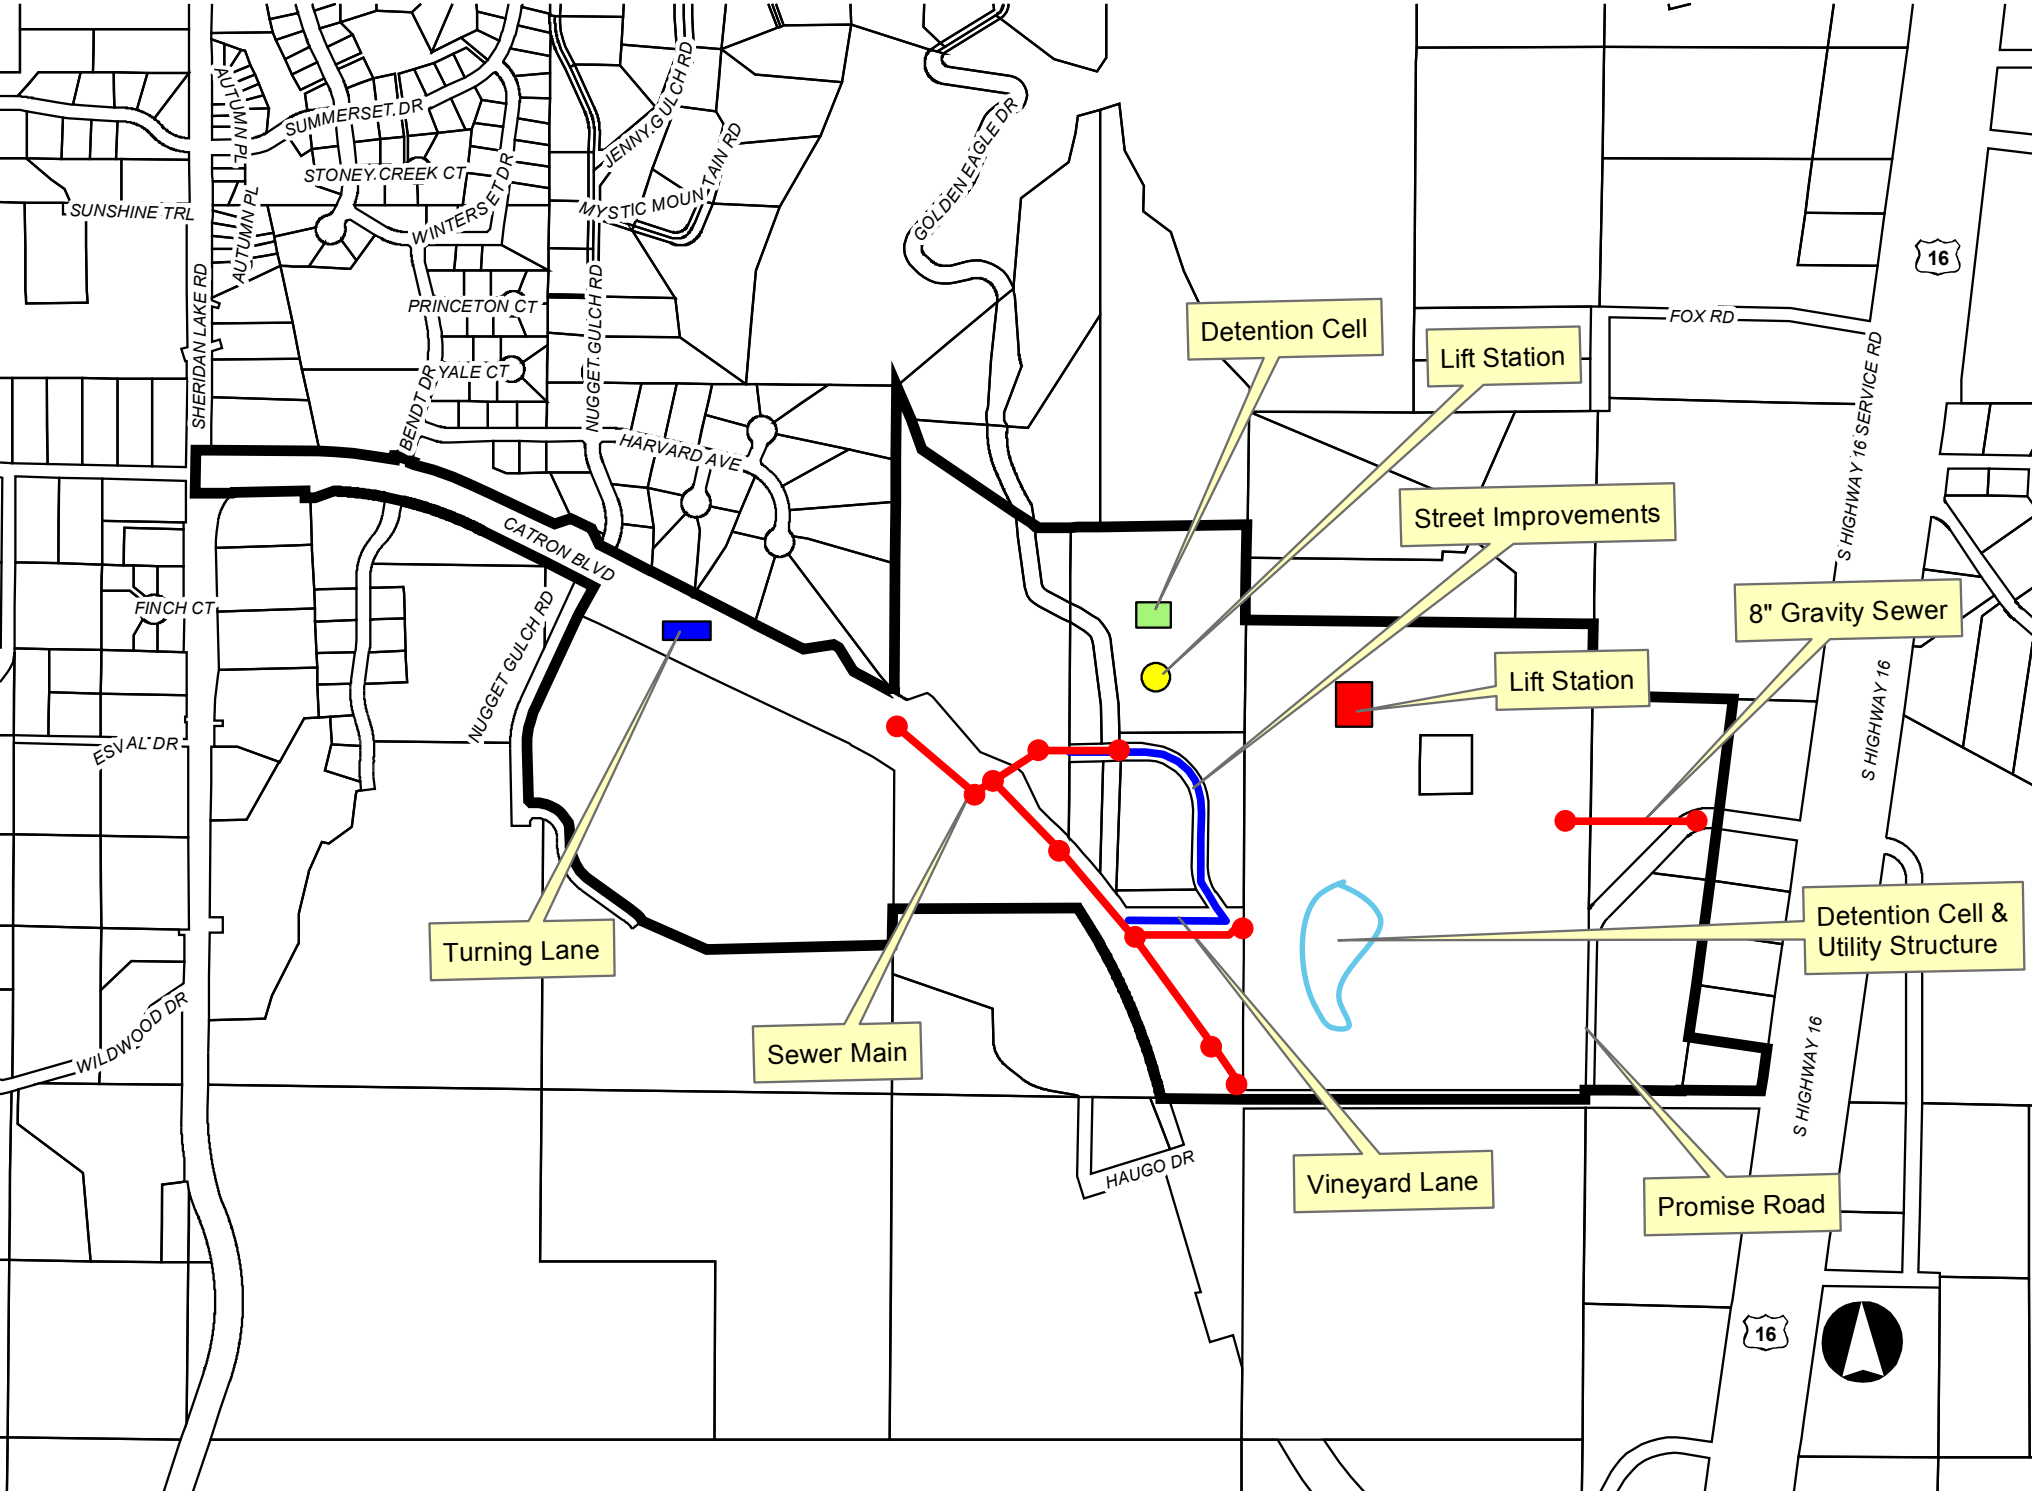 AUTUMN PL
SUMMERSET DR
JENNY GULCH RD
GOLDEN EAGLE DR
MYSTIC MOUNTAIN RD
STONEY CREEK CT
WINTERSET DR
SUNSHINE TRL
AUTUMN PL
16
SHERIDAN LAKE RD
PRINCETON CT
NUGGET GULCH RD
YALE CT
BENDT DR
HARVARD AVE
FOX RD
Detention Cell
Lift Station
S HIGHWAY 16 SERVICE RD
Street Improvements
CATRON BLVD
FINCH CT
NUGGET GULCH RD
8" Gravity Sewer
Lift Station
S HIGHWAY 16
AL DR
Turning Lane
Detention Cell &
Utility Structure
WILDWOOD DR
Sewer Main
S HIGHWAY 16
HAUGO DR
Vineyard Lane
Promise Road
16